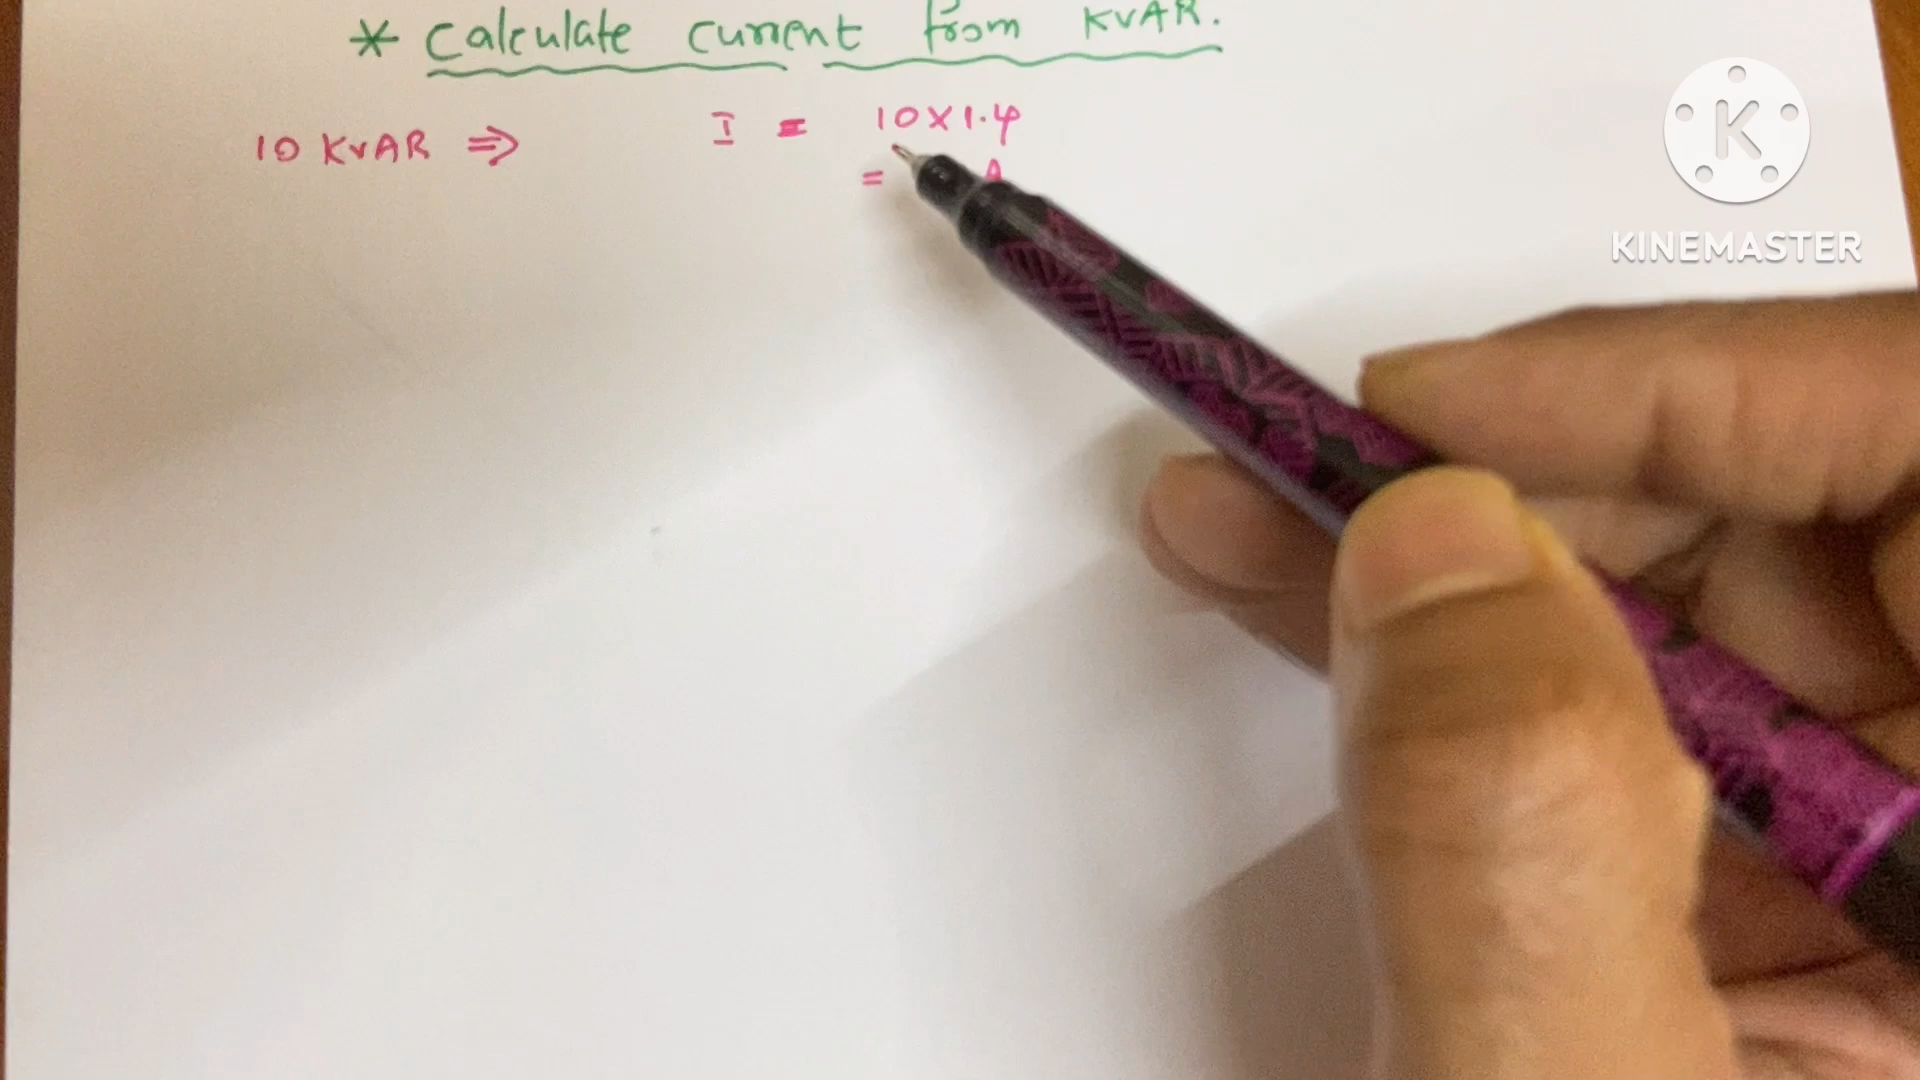 * Calculate current from KVAR.
10 KVAR ⇒ I = 10×1.4
= A
K
KINEMASTER